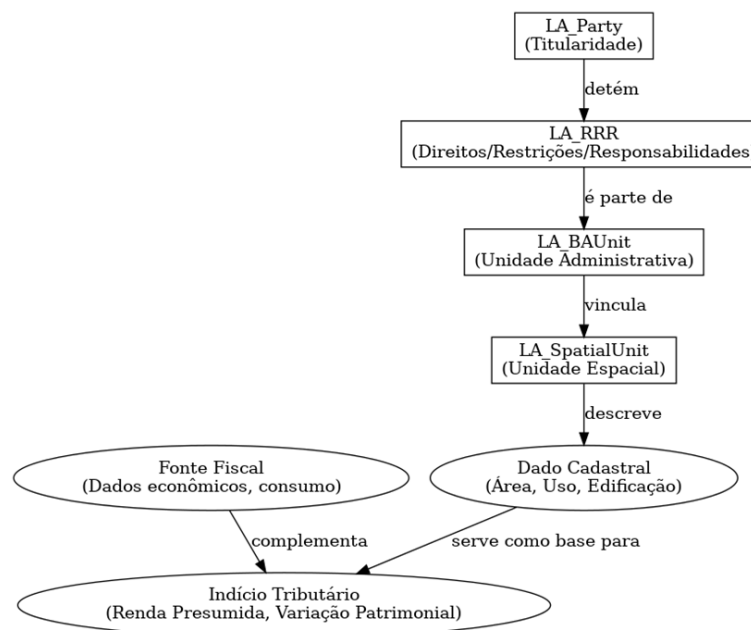 LA_Party
(Titularidade)
detém
LA_RRR
(Direitos/Restrições/Responsabilidades
é parte de
LA_BAUnit
(Unidade Administrativa)
vincula
LA_SpatialUnit
(Unidade Espacial)
descreve
Fonte Fiscal
(Dados econômicos, consumo)
Dado Cadastral
(Área, Uso, Edificação)
complementa
serve como base para
Indício Tributário
(Renda Presumida, Variação Patrimonial)